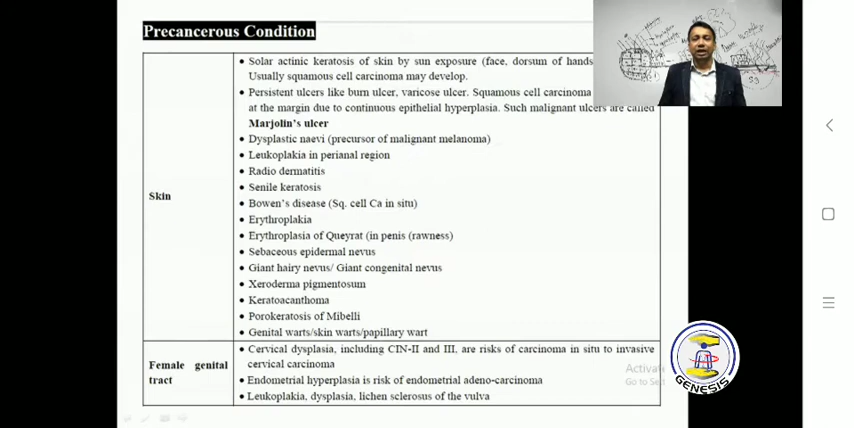 Precancerous Condition
Solar actinic keratosis of skin by sun exposure (face, dorsum of hands
Usually squamous cell carcinoma may develop.
Persistent ulcers like burn ulcer, varicose ulcer. Squamous cell carcinoma
at the margin due to continuous epithelial hyperplasia. Such malignant ulcers are called
Marjolin's ulcer
Dysplastic naevi (precursor of malignant melanoma)
Leukoplakia in perianal region
Radio dermatitis
Skin
Senile keratosis
Bowen's disease (Sq. cell Ca in situ)
Erythroplakia
Erythroplasia of Queyrat (in penis (rawness)
Sebaceous epidermal nevus
Giant hairy nevus/ Giant congenital nevus
Xeroderma pigmentosum
Keratoacanthoma
Porokeratosis of Mibelli
Genital warts/skin warts/papillary wart
Female genital
tract
Cervical dysplasia, including CIN-II and III, are risks of carcinoma in situ to invasive
cervical carcinoma
Endometrial hyperplasia is risk of endometrial adeno-carcinoma
Leukoplakia, dysplasia, lichen sclerosus of the vulva
Activat
Go to Set
GENESIS